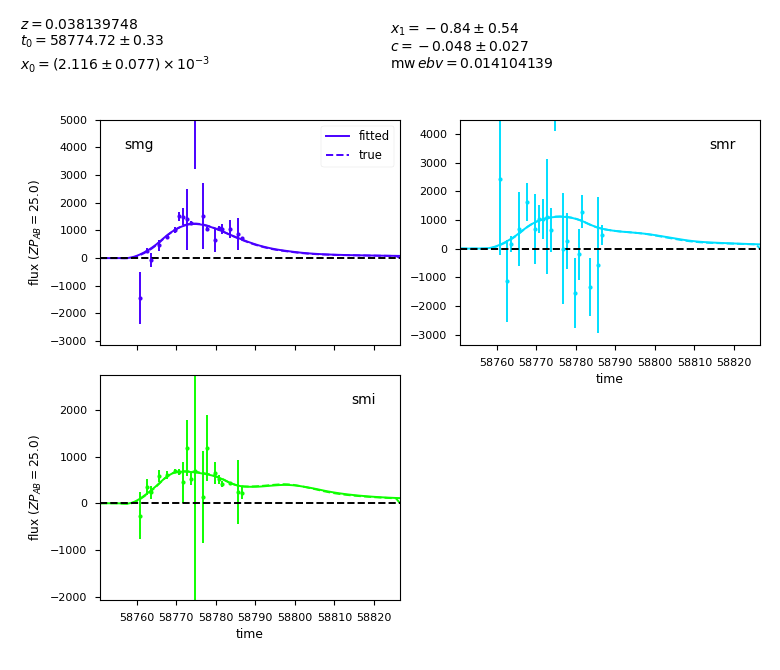 z = 0.038139748
t₀ = 58774.72 ± 0.33
x₀ = (2.116 ± 0.077) × 10⁻³
x₁ = −0.84 ± 0.54
c = −0.048 ± 0.027
mw ebv = 0.014104139
smg
fitted
true
5000
4000
3000
2000
1000
0
−1000
−2000
−3000
flux (ZP_AB = 25.0)
smr
4000
3000
2000
1000
0
−1000
−2000
−3000
58760 58770 58780 58790 58800 58810 58820
time
smi
2000
1000
0
−1000
−2000
flux (ZP_AB = 25.0)
58760 58770 58780 58790 58800 58810 58820
time